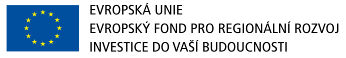 EVROPSKÁ UNIE
EVROPSKÝ FOND PRO REGIONÁLNÍ ROZVOJ
INVESTICE DO VAŠÍ BUDOUCNOSTI